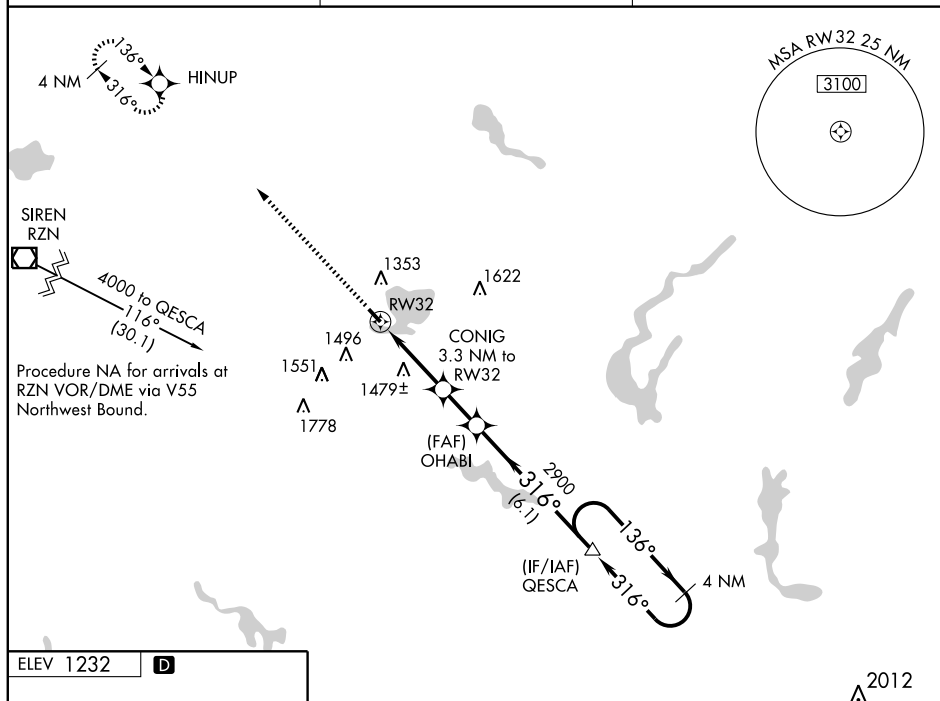 136°
4 NM
316°
HINUP
MSA RW32 25 NM
3100
SIREN
RZN
4000 to QESCA
116°
(30.1)
Procedure NA for arrivals at
RZN VOR/DME via V55
Northwest Bound.
1353
1622
RW32
CONIG
3.3 NM to
RW32
1496
1551
1479±
1778
(FAF)
OHABI
2900
316°
(6.1)
136°
(IF/IAF)
QESCA
316°
4 NM
ELEV 1232
D
2012